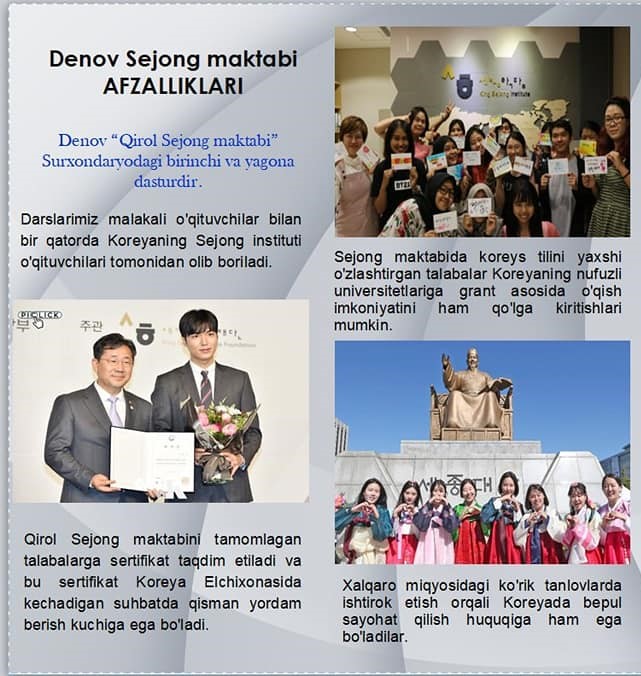 Denov Sejong maktabi
AFZALLIKLARI
Denov “Qirol Sejong maktabi”
Surxondaryodagi birinchi va yagona
dasturdir.
Darslarimiz malakali o'qituvchilar bilan
bir qatorda Koreyaning Sejong instituti
o'qituvchilari tomonidan olib boriladi.
PICLICK
주관
Qirol Sejong maktabini tamomlagan
talabalarga sertifikat taqdim etiladi va
bu sertifikat Koreya Elchixonasida
kechadigan suhbatda qisman yordam
berish kuchiga ega bo'ladi.
King Sejong Institute
BTS
Sejong maktabida koreys tilini yaxshi
o'zlashtirgan talabalar Koreyaning nufuzli
universitetlariga grant asosida o'qish
imkoniyatini ham qo'lga kiritishlari
mumkin.
세종대
Xalqaro miqyosidagi ko'rik tanlovlarda
ishtirok etish orqali Koreyada bepul
sayohat qilish huquqiga ham ega
bo'ladilar.